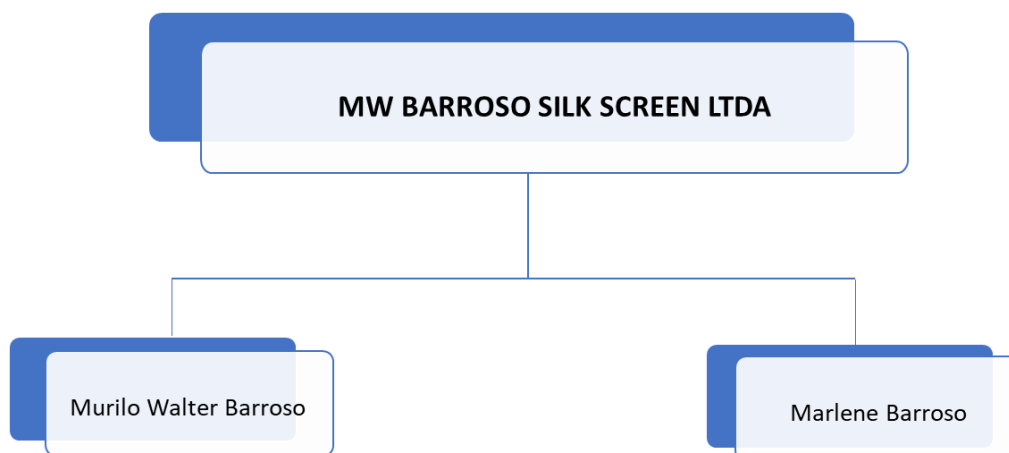 MW BARROSO SILK SCREEN LTDA
Murilo Walter Barroso
Marlene Barroso